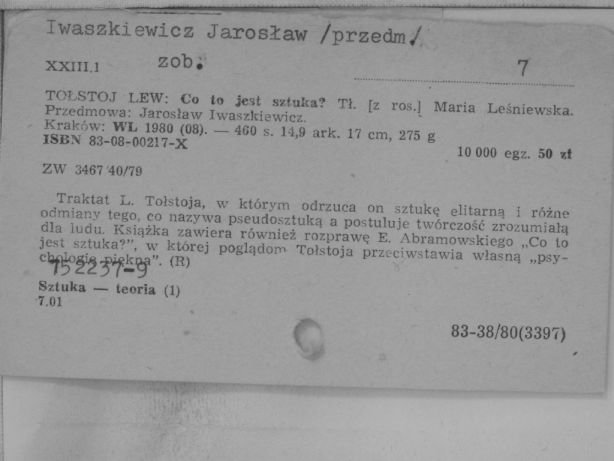 Iwaszkiewicz Jarosław /przedm/.
XXIII.1 zob. 7
TOŁSTOJ LEW: Co to jest sztuka? Tł. [z ros.] Maria Leśniewska.
Przedmowa: Jarosław Iwaszkiewicz.
Kraków: WL 1980 (08). — 460 s. 14,9 ark. 17 cm, 275 g
ISBN 83-08-00217-X
10 000 egz. 50 zł
ZW 3467/40/79
Traktat L. Tołstoja, w którym odrzuca on sztukę elitarną i różne
odmiany tego, co nazywa pseudosztuką a postuluje twórczość zrozumiałą
dla ludu. Książka zawiera również rozprawę E. Abramowskiego „Co to
jest sztuka?”, w której poglądom Tołstoja przeciwstawia własną „psy-
chologię piękna”. (R)
152237-9
Sztuka — teoria (1)
7.01
83-38/80(3397)